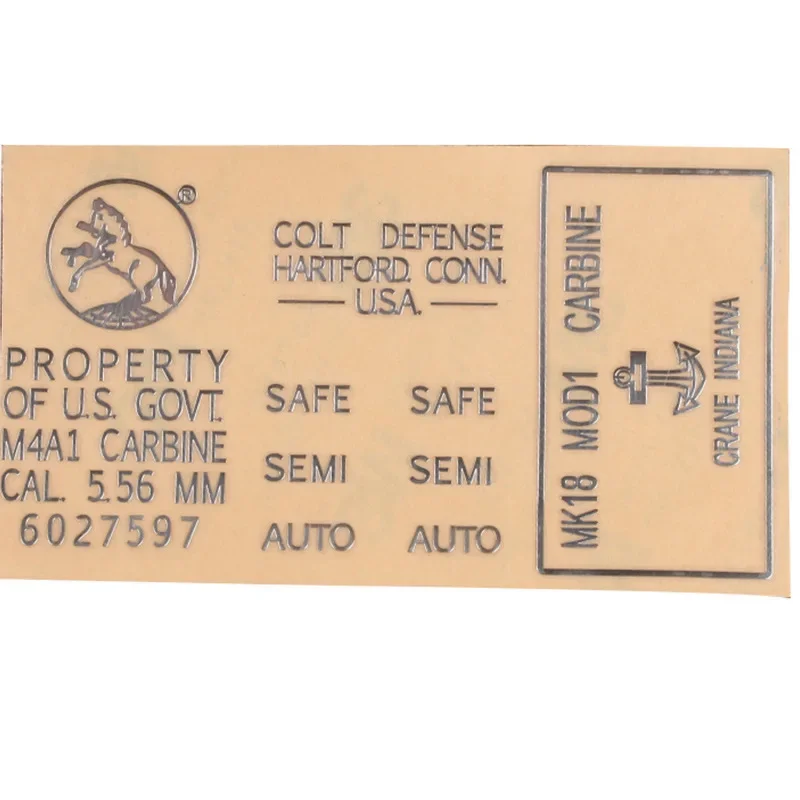 ®
COLT DEFENSE
HARTFORD. CONN.
U.S.A.
PROPERTY
OF U.S. GOVT.
M4A1 CARBINE
CAL. 5.56 MM
6027597
SAFE SAFE
SEMI SEMI
AUTO AUTO
MK18 MOD1 CARBINE
CRANE INDIANA